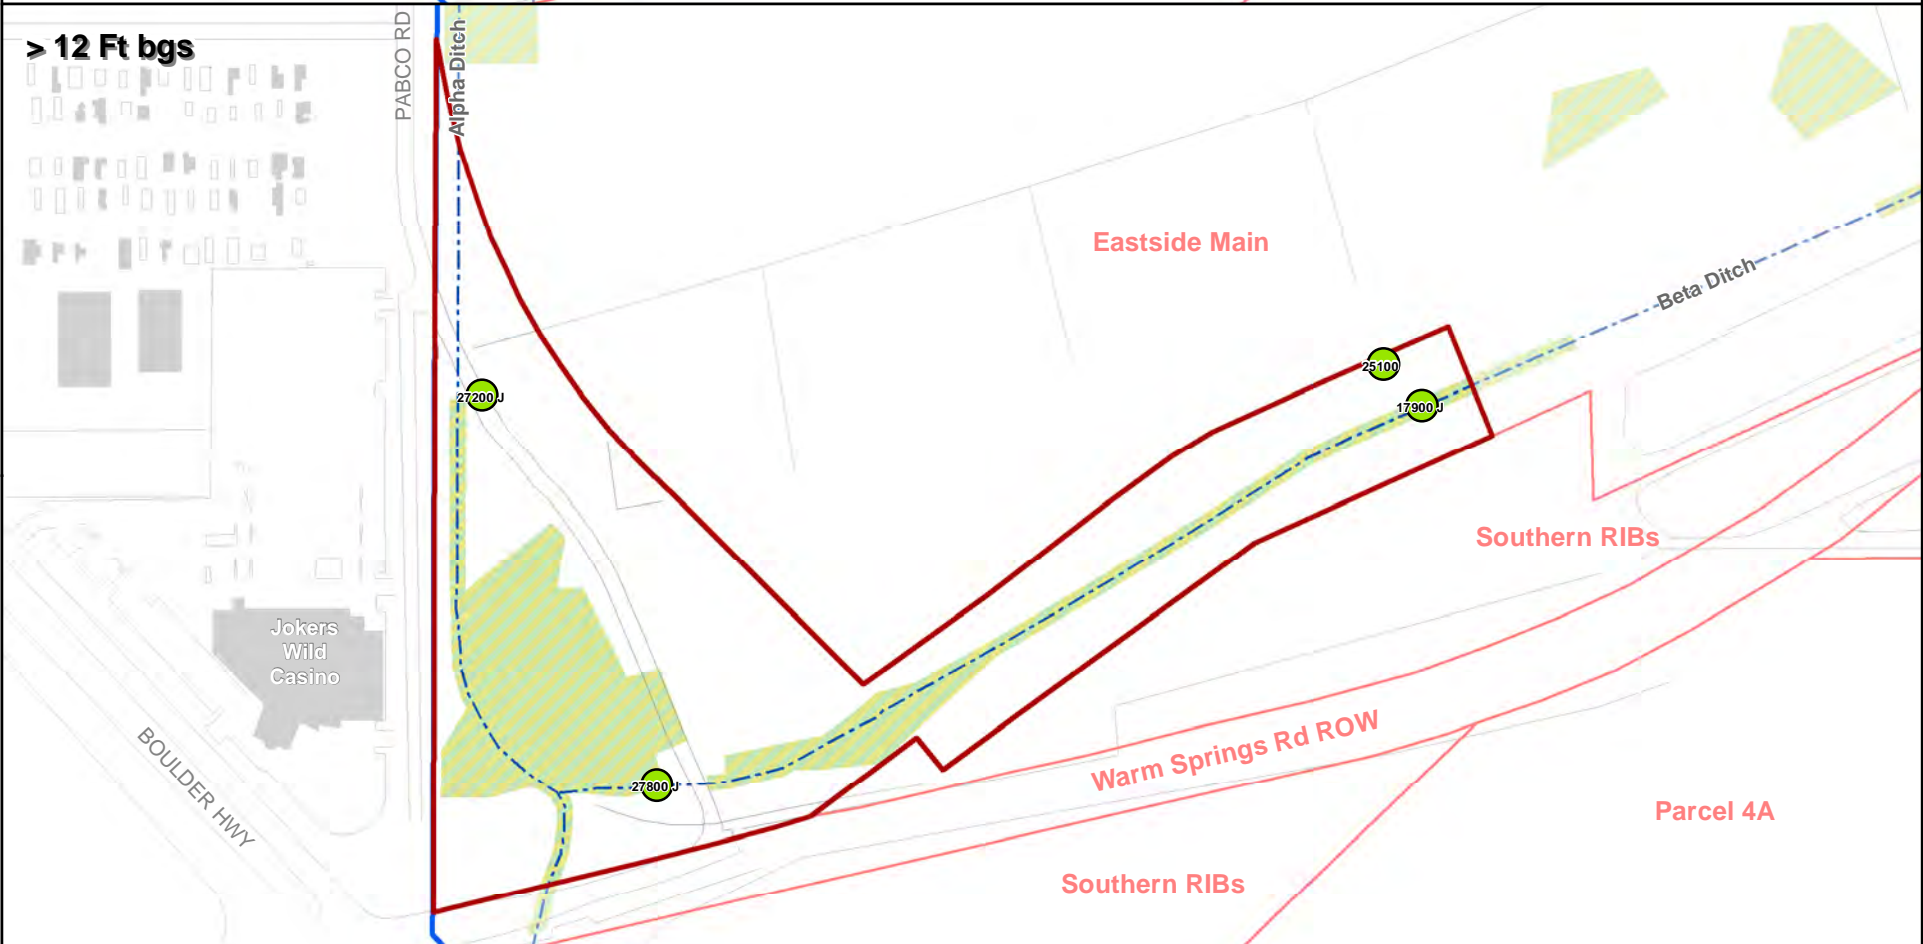 > 12 Ft bgs
PABCO RD
Alpha Ditch
Eastside Main
Beta Ditch
25100
27200 J
17900 J
Southern RIBs
Jokers
Wild
Casino
Warm Springs Rd ROW
BOULDER HWY
27800 J
Parcel 4A
Southern RIBs